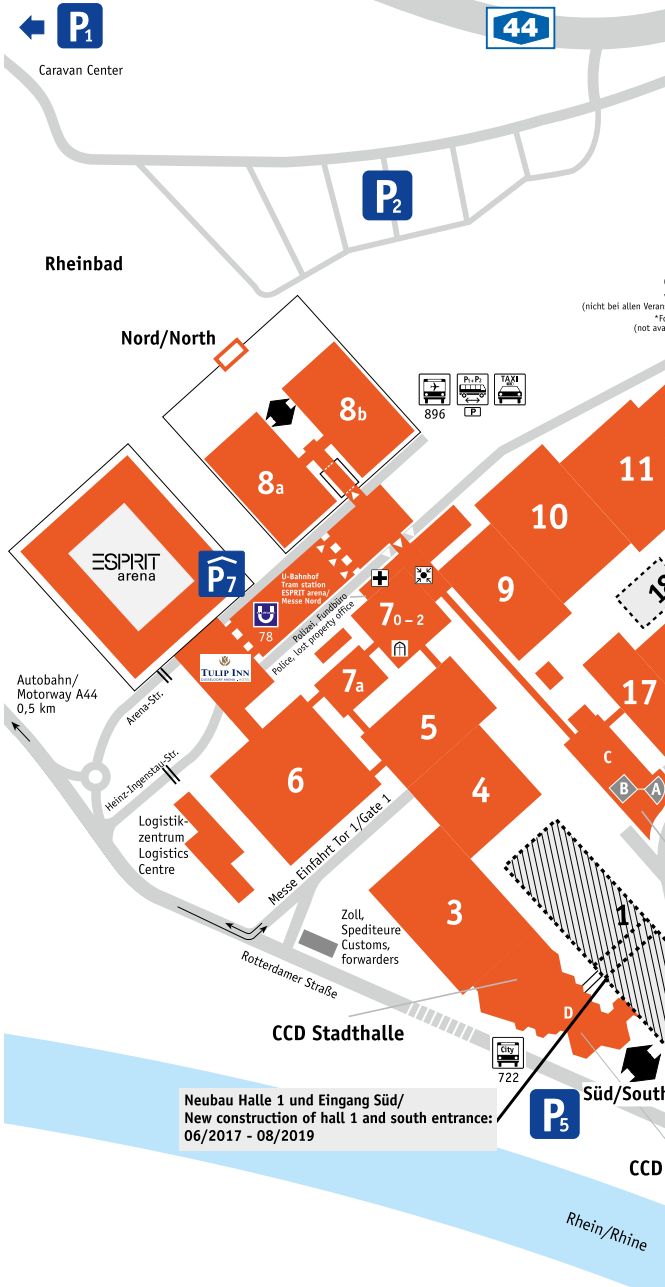 P1
44
Caravan Center
P2
Rheinbad
(nicht bei allen Veran
(not ava
Nord/North
8b
8a
P1+P2
TAXI
896
P
11
10
ESPRIT
arena
P7
U-Bahnhof
Tram station
ESPRIT arena/
Messe Nord
U
78
Polizei, Fundbüro
Police, lost property office
9
7 0 – 2
TULIP INN
7a
17
Autobahn/
Motorway A44
0,5 km
Arena-Str.
5
C
B
A
Heinz-Ingenstau-Str.
6
4
Logistik-
zentrum
Logistics
Centre
Messe Einfahrt Tor 1/Gate 1
3
1
Zoll,
Spediteure
Customs,
forwarders
Rotterdamer Straße
D
CCD Stadthalle
City
722
Süd/South
Neubau Halle 1 und Eingang Süd/
New construction of hall 1 and south entrance:
06/2017 - 08/2019
P5
CCD
Rhein/Rhine